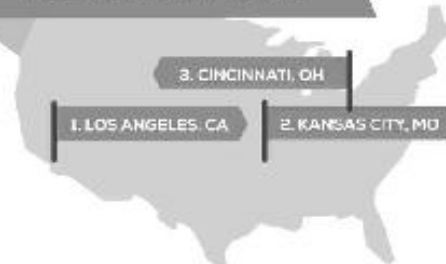 3. CINCINNATI, OH
1. LOS ANGELES, CA
2. KANSAS CITY, MO